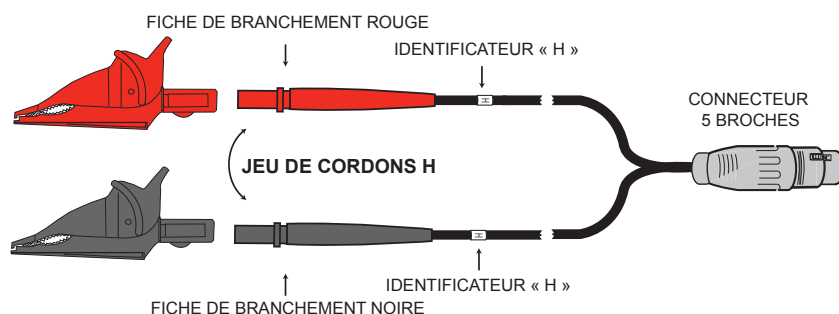 FICHE DE BRANCHEMENT ROUGE
IDENTIFICATEUR « H »
H
CONNECTEUR
5 BROCHES
JEU DE CORDONS H
H
IDENTIFICATEUR « H »
FICHE DE BRANCHEMENT NOIRE